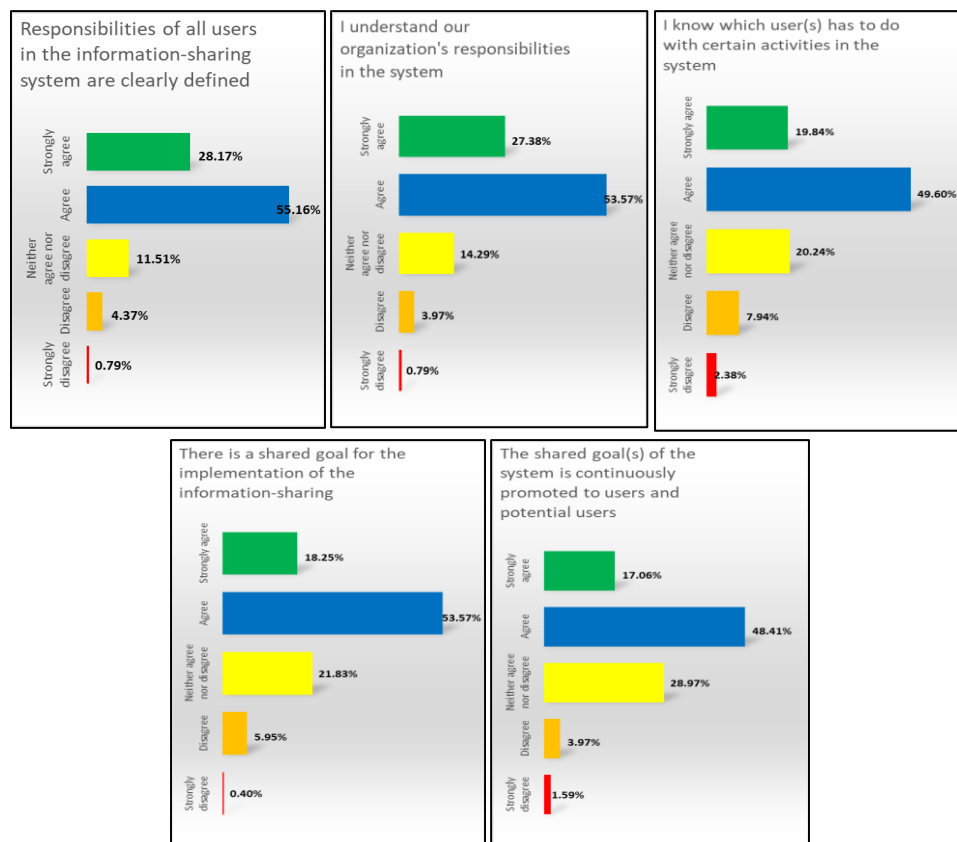 Responsibilities of all users
in the information-sharing
system are clearly defined
Strongly
agree
28.17%
Agree
55.16%
Neither
agree nor
disagree
11.51%
Disagree
4.37%
Strongly
disagree
0.79%
I understand our
organization's responsibilities
in the system
Strongly
agree
27.38%
Agree
53.57%
Neither
agree nor
disagree
14.29%
Disagree
3.97%
Strongly
disagree
0.79%
I know which user(s) has to do
with certain activities in the
system
Strongly agree
19.84%
Agree
49.60%
Neither agree
nor disagree
20.24%
Disagree
7.94%
Strongly
disagree
2.38%
There is a shared goal for the
implementation of the
information-sharing
Strongly agree
18.25%
Agree
53.57%
Neither agree
nor disagree
21.83%
Disagree
5.95%
Strongly
disagree
0.40%
The shared goal(s) of the
system is continuously
promoted to users and
potential users
Strongly
agree
17.06%
Agree
48.41%
Neither agree
nor disagree
28.97%
Disagree
3.97%
Strongly
disagree
1.59%